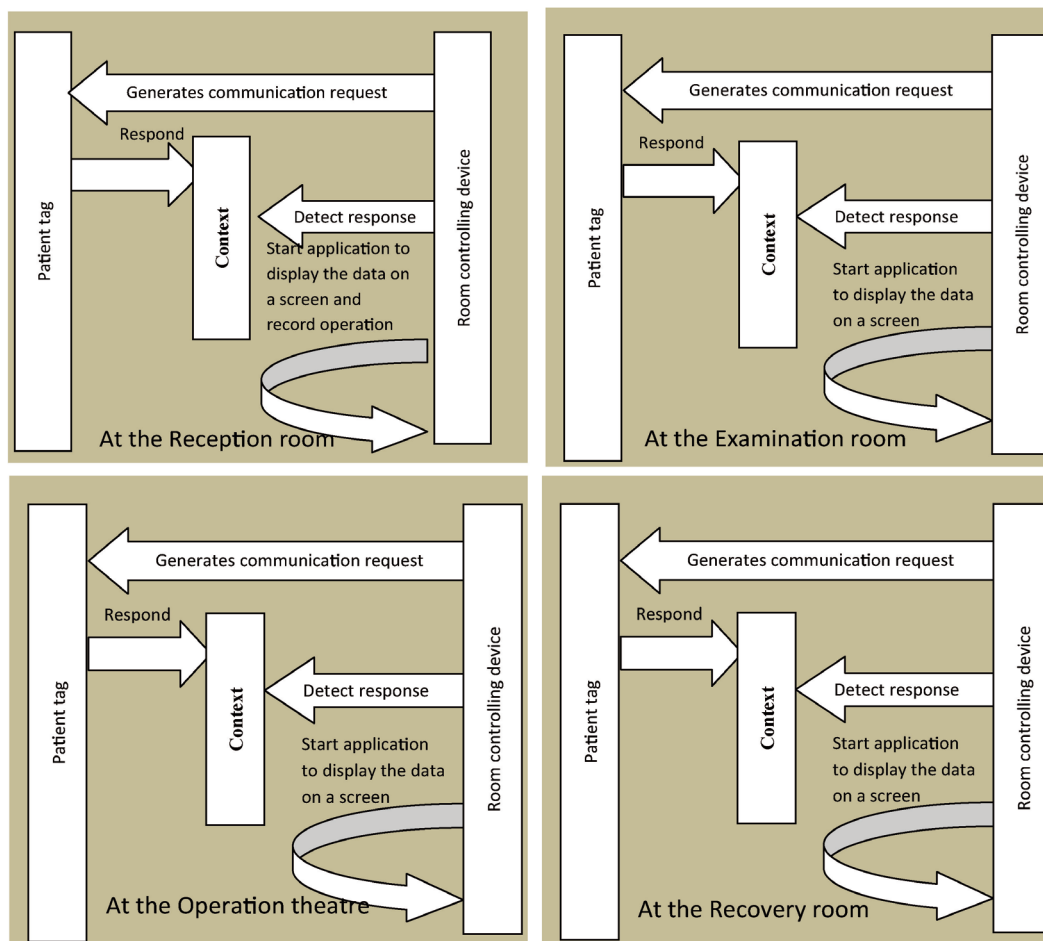 Generates communication request
Respond
Patient tag
Context
Detect response
Room controlling device
Start application to
display the data on
a screen and
record operation
At the Reception room
Generates communication request
Respond
Patient tag
Context
Detect response
Room controlling device
Start application
to display the data
on a screen
At the Examination room
Generates communication request
Respond
Patient tag
Context
Detect response
Room controlling device
Start application
to display the data
on a screen
At the Operation theatre
Generates communication request
Respond
Patient tag
Context
Detect response
Room controlling device
Start application
to display the data
on a screen
At the Recovery room